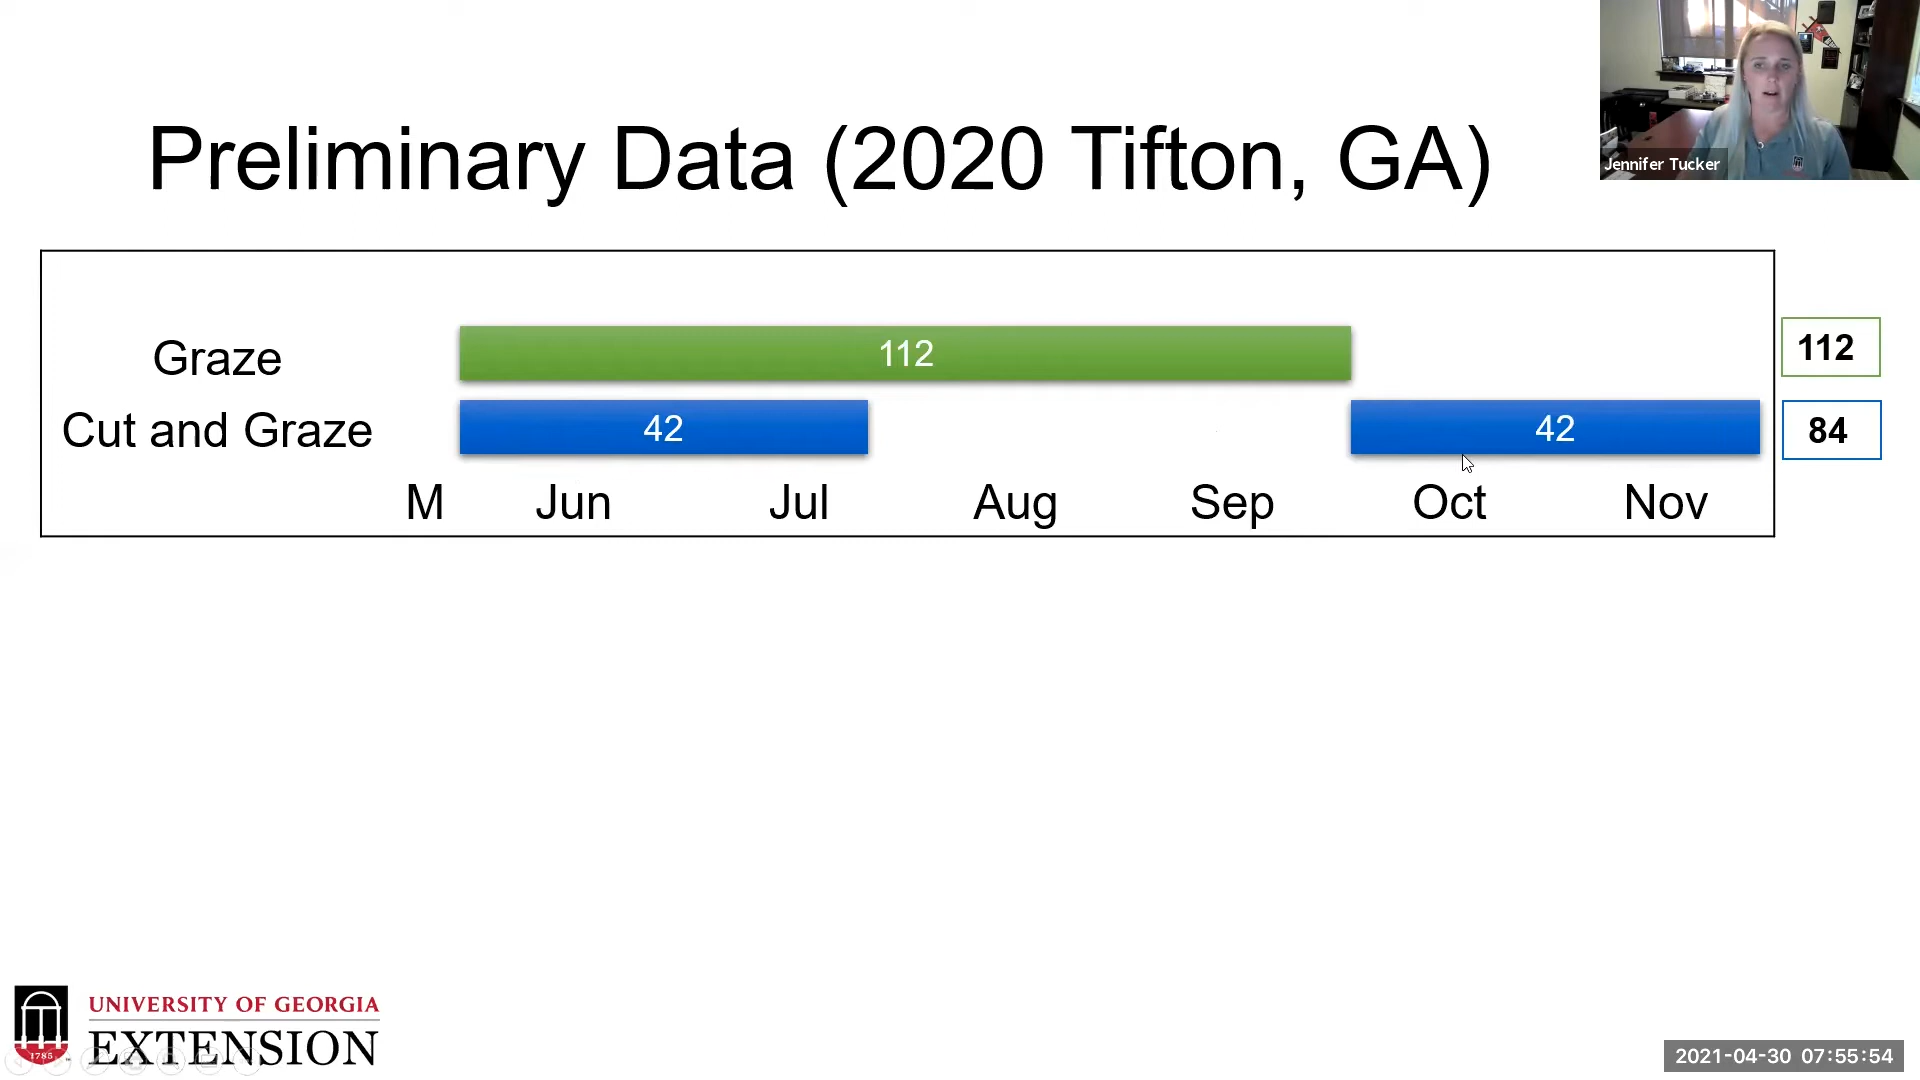 Preliminary Data (2020 Tifton, GA)
Jennifer Tucker
Graze
112
112
Cut and Graze
42
42
84
M Jun Jul Aug Sep Oct Nov
1785
UNIVERSITY OF GEORGIA
EXTENSION
2021-04-30 07:55:54